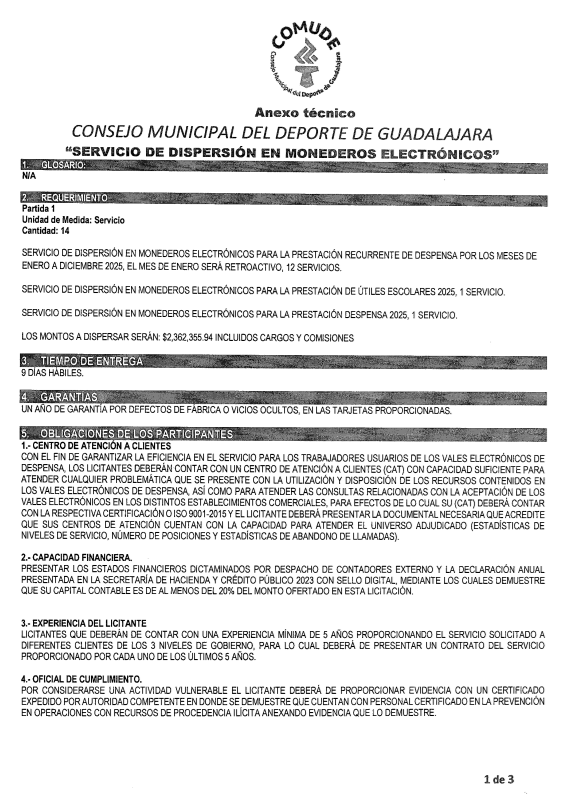 COMUDE
Consejo Municipal del Deporte de Guadalajara
Anexo técnico
CONSEJO MUNICIPAL DEL DEPORTE DE GUADALAJARA
“SERVICIO DE DISPERSIÓN EN MONEDEROS ELECTRÓNICOS”
1. GLOSARIO:
N/A
2. REQUERIMIENTO
Partida 1
Unidad de Medida: Servicio
Cantidad: 14
SERVICIO DE DISPERSIÓN EN MONEDEROS ELECTRÓNICOS PARA LA PRESTACIÓN RECURRENTE DE DESPENSA POR LOS MESES DE
ENERO A DICIEMBRE 2025, EL MES DE ENERO SERÁ RETROACTIVO, 12 SERVICIOS.
SERVICIO DE DISPERSIÓN EN MONEDEROS ELECTRÓNICOS PARA LA PRESTACIÓN DE ÚTILES ESCOLARES 2025, 1 SERVICIO.
SERVICIO DE DISPERSIÓN EN MONEDEROS ELECTRÓNICOS PARA LA PRESTACIÓN DESPENSA 2025, 1 SERVICIO.
LOS MONTOS A DISPERSAR SERÁN: $2,362,355.94 INCLUIDOS CARGOS Y COMISIONES
3. TIEMPO DE ENTREGA
9 DÍAS HÁBILES.
4. GARANTÍAS
UN AÑO DE GARANTÍA POR DEFECTOS DE FÁBRICA O VICIOS OCULTOS, EN LAS TARJETAS PROPORCIONADAS.
5. OBLIGACIONES DE LOS PARTICIPANTES
1.- CENTRO DE ATENCIÓN A CLIENTES
CON EL FIN DE GARANTIZAR LA EFICIENCIA EN EL SERVICIO PARA LOS TRABAJADORES USUARIOS DE LOS VALES ELECTRÓNICOS DE
DESPENSA, LOS LICITANTES DEBERÁN CONTAR CON UN CENTRO DE ATENCIÓN A CLIENTES (CAT) CON CAPACIDAD SUFICIENTE PARA
ATENDER CUALQUIER PROBLEMÁTICA QUE SE PRESENTE CON LA UTILIZACIÓN Y DISPOSICIÓN DE LOS RECURSOS CONTENIDOS EN
LOS VALES ELECTRÓNICOS DE DESPENSA, ASÍ COMO PARA ATENDER LAS CONSULTAS RELACIONADAS CON LA ACEPTACIÓN DE LOS
VALES ELECTRÓNICOS EN LOS DISTINTOS ESTABLECIMIENTOS COMERCIALES, PARA EFECTOS DE LO CUAL SU (CAT) DEBERÁ CONTAR
CON LA RESPECTIVA CERTIFICACIÓN O ISO 9001-2015 Y EL LICITANTE DEBERÁ PRESENTAR LA DOCUMENTAL NECESARIA QUE ACREDITE
QUE SUS CENTROS DE ATENCIÓN CUENTAN CON LA CAPACIDAD PARA ATENDER EL UNIVERSO ADJUDICADO (ESTADÍSTICAS DE
NIVELES DE SERVICIO, NÚMERO DE POSICIONES Y ESTADÍSTICAS DE ABANDONO DE LLAMADAS).
2.- CAPACIDAD FINANCIERA.
PRESENTAR LOS ESTADOS FINANCIEROS DICTAMINADOS POR DESPACHO DE CONTADORES EXTERNO Y LA DECLARACIÓN ANUAL
PRESENTADA EN LA SECRETARÍA DE HACIENDA Y CRÉDITO PÚBLICO 2023 CON SELLO DIGITAL, MEDIANTE LOS CUALES DEMUESTRE
QUE SU CAPITAL CONTABLE ES DE AL MENOS DEL 20% DEL MONTO OFERTADO EN ESTA LICITACIÓN.
3.- EXPERIENCIA DEL LICITANTE
LICITANTES QUE DEBERÁN DE CONTAR CON UNA EXPERIENCIA MÍNIMA DE 5 AÑOS PROPORCIONANDO EL SERVICIO SOLICITADO A
DIFERENTES CLIENTES DE LOS 3 NIVELES DE GOBIERNO, PARA LO CUAL DEBERÁ DE PRESENTAR UN CONTRATO DEL SERVICIO
PROPORCIONADO POR CADA UNO DE LOS ÚLTIMOS 5 AÑOS.
4.- OFICIAL DE CUMPLIMIENTO.
POR CONSIDERARSE UNA ACTIVIDAD VULNERABLE EL LICITANTE DEBERÁ DE PROPORCIONAR EVIDENCIA CON UN CERTIFICADO
EXPEDIDO POR AUTORIDAD COMPETENTE EN DONDE SE DEMUESTRE QUE CUENTAN CON PERSONAL CERTIFICADO EN LA PREVENCIÓN
EN OPERACIONES CON RECURSOS DE PROCEDENCIA ILÍCITA ANEXANDO EVIDENCIA QUE LO DEMUESTRE.
1 de 3